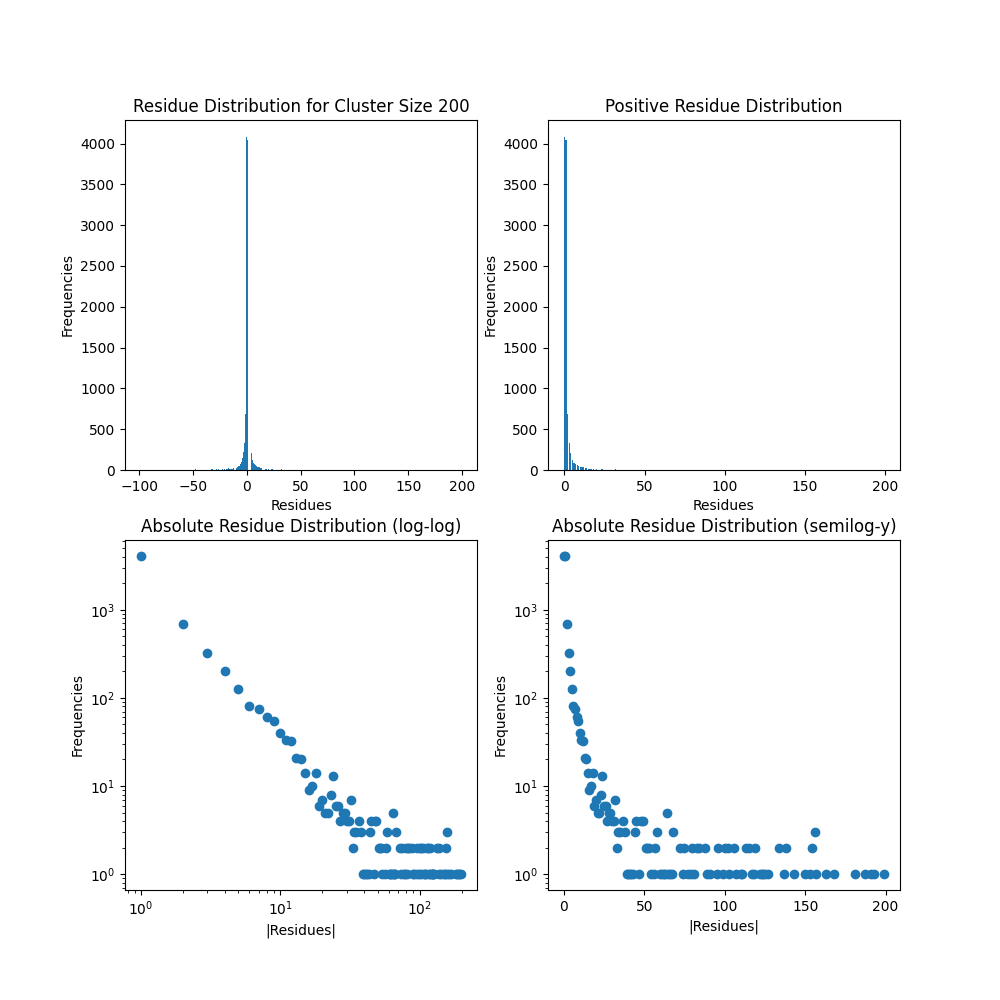 Residue Distribution for Cluster Size 200
Frequencies
4000
3500
3000
2500
2000
1500
1000
500
0
−100 −50 0 50 100 150 200
Residues
Positive Residue Distribution
Frequencies
4000
3500
3000
2500
2000
1500
1000
500
0
0 50 100 150 200
Residues
Absolute Residue Distribution (log-log)
Frequencies
10³
10²
10¹
10⁰
10⁰ 10¹ 10²
|Residues|
Absolute Residue Distribution (semilog-y)
Frequencies
10³
10²
10¹
10⁰
0 50 100 150 200
|Residues|